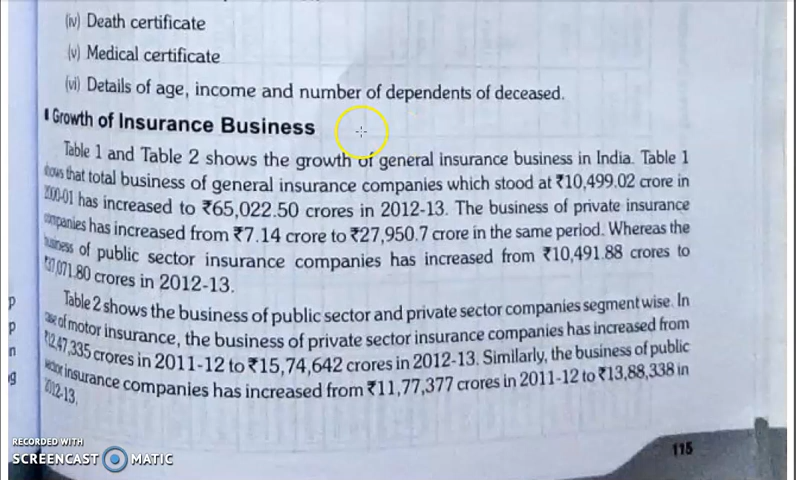 (iv) Death certificate
(v) Medical certificate
(vi) Details of age, income and number of dependents of deceased.
Growth of Insurance Business
Table 1 and Table 2 shows the growth of general insurance business in India. Table 1
shows that total business of general insurance companies which stood at ₹10,499.02 crore in
2000-01 has increased to ₹65,022.50 crores in 2012-13. The business of private insurance
companies has increased from ₹7.14 crore to ₹27,950.7 crore in the same period. Whereas the
business of public sector insurance companies has increased from ₹10,491.88 crores to
₹37,071.80 crores in 2012-13.
Table 2 shows the business of public sector and private sector companies segment wise. In
case of motor insurance, the business of private sector insurance companies has increased from
₹12,47,335 crores in 2011-12 to ₹15,74,642 crores in 2012-13. Similarly, the business of public
sector insurance companies has increased from ₹11,77,377 crores in 2011-12 to ₹13,88,338 in
2012-13.
p
p
n
g
115
RECORDED WITH
SCREENCAST MATIC